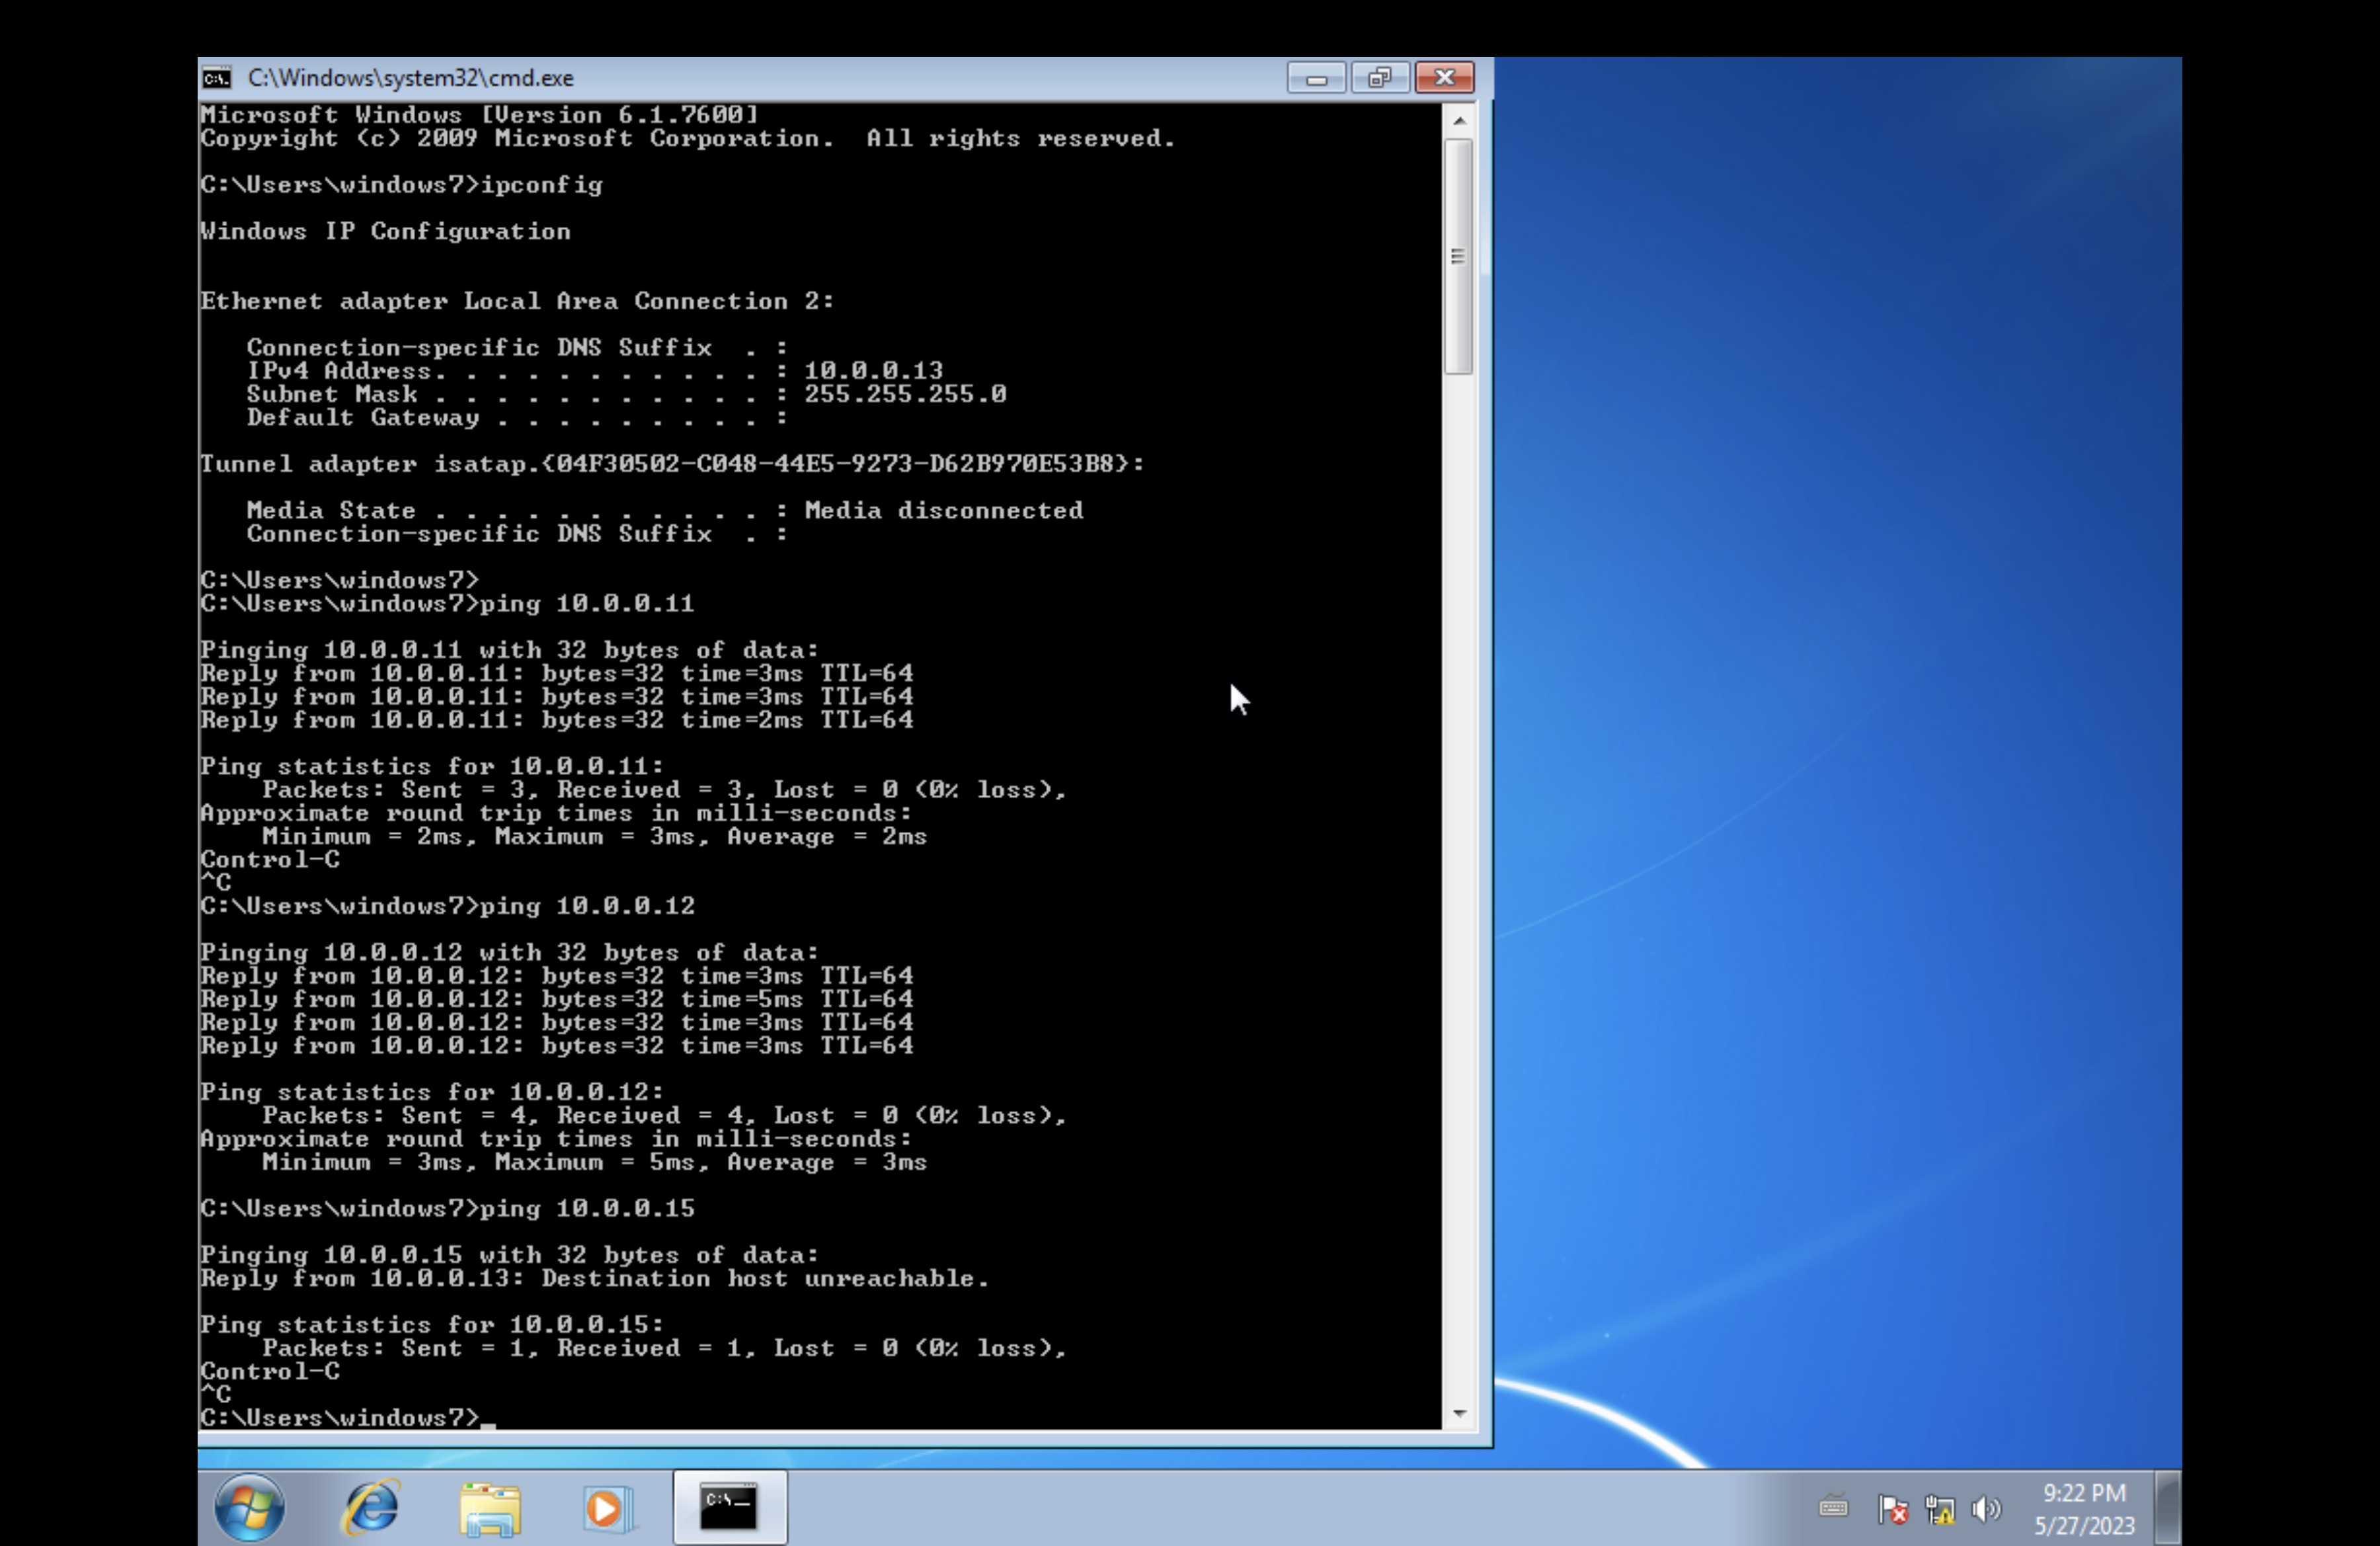 C:\Windows\system32\cmd.exe
Microsoft Windows [Version 6.1.7600]
Copyright (c) 2009 Microsoft Corporation.  All rights reserved.
C:\Users\windows7>ipconfig
Windows IP Configuration
Ethernet adapter Local Area Connection 2:
   Connection-specific DNS Suffix  . :
   IPv4 Address. . . . . . . . . . . : 10.0.0.13
   Subnet Mask . . . . . . . . . . . : 255.255.255.0
   Default Gateway . . . . . . . . . :
Tunnel adapter isatap.{04F30502-C048-44E5-9273-D62B970E53B8}:
   Media State . . . . . . . . . . . : Media disconnected
   Connection-specific DNS Suffix  . :
C:\Users\windows7>
C:\Users\windows7>ping 10.0.0.11
Pinging 10.0.0.11 with 32 bytes of data:
Reply from 10.0.0.11: bytes=32 time=3ms TTL=64
Reply from 10.0.0.11: bytes=32 time=3ms TTL=64
Reply from 10.0.0.11: bytes=32 time=2ms TTL=64
Ping statistics for 10.0.0.11:
    Packets: Sent = 3, Received = 3, Lost = 0 (0% loss),
Approximate round trip times in milli-seconds:
    Minimum = 2ms, Maximum = 3ms, Average = 2ms
Control-C
^C
C:\Users\windows7>ping 10.0.0.12
Pinging 10.0.0.12 with 32 bytes of data:
Reply from 10.0.0.12: bytes=32 time=3ms TTL=64
Reply from 10.0.0.12: bytes=32 time=5ms TTL=64
Reply from 10.0.0.12: bytes=32 time=3ms TTL=64
Reply from 10.0.0.12: bytes=32 time=3ms TTL=64
Ping statistics for 10.0.0.12:
    Packets: Sent = 4, Received = 4, Lost = 0 (0% loss),
Approximate round trip times in milli-seconds:
    Minimum = 3ms, Maximum = 5ms, Average = 3ms
C:\Users\windows7>ping 10.0.0.15
Pinging 10.0.0.15 with 32 bytes of data:
Reply from 10.0.0.13: Destination host unreachable.
Ping statistics for 10.0.0.15:
    Packets: Sent = 1, Received = 1, Lost = 0 (0% loss),
Control-C
^C
C:\Users\windows7>_
9:22 PM
5/27/2023